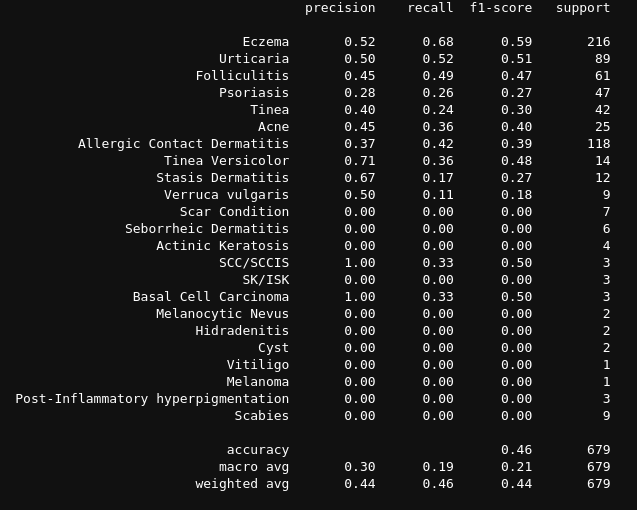 precision recall f1-score support
Eczema 0.52 0.68 0.59 216
Urticaria 0.50 0.52 0.51 89
Folliculitis 0.45 0.49 0.47 61
Psoriasis 0.28 0.26 0.27 47
Tinea 0.40 0.24 0.30 42
Acne 0.45 0.36 0.40 25
Allergic Contact Dermatitis 0.37 0.42 0.39 118
Tinea Versicolor 0.71 0.36 0.48 14
Stasis Dermatitis 0.67 0.17 0.27 12
Verruca vulgaris 0.50 0.11 0.18 9
Scar Condition 0.00 0.00 0.00 7
Seborrheic Dermatitis 0.00 0.00 0.00 6
Actinic Keratosis 0.00 0.00 0.00 4
SCC/SCCIS 1.00 0.33 0.50 3
SK/ISK 0.00 0.00 0.00 3
Basal Cell Carcinoma 1.00 0.33 0.50 3
Melanocytic Nevus 0.00 0.00 0.00 2
Hidradenitis 0.00 0.00 0.00 2
Cyst 0.00 0.00 0.00 2
Vitiligo 0.00 0.00 0.00 1
Melanoma 0.00 0.00 0.00 1
Post-Inflammatory hyperpigmentation 0.00 0.00 0.00 3
Scabies 0.00 0.00 0.00 9
accuracy 0.46 679
macro avg 0.30 0.19 0.21 679
weighted avg 0.44 0.46 0.44 679